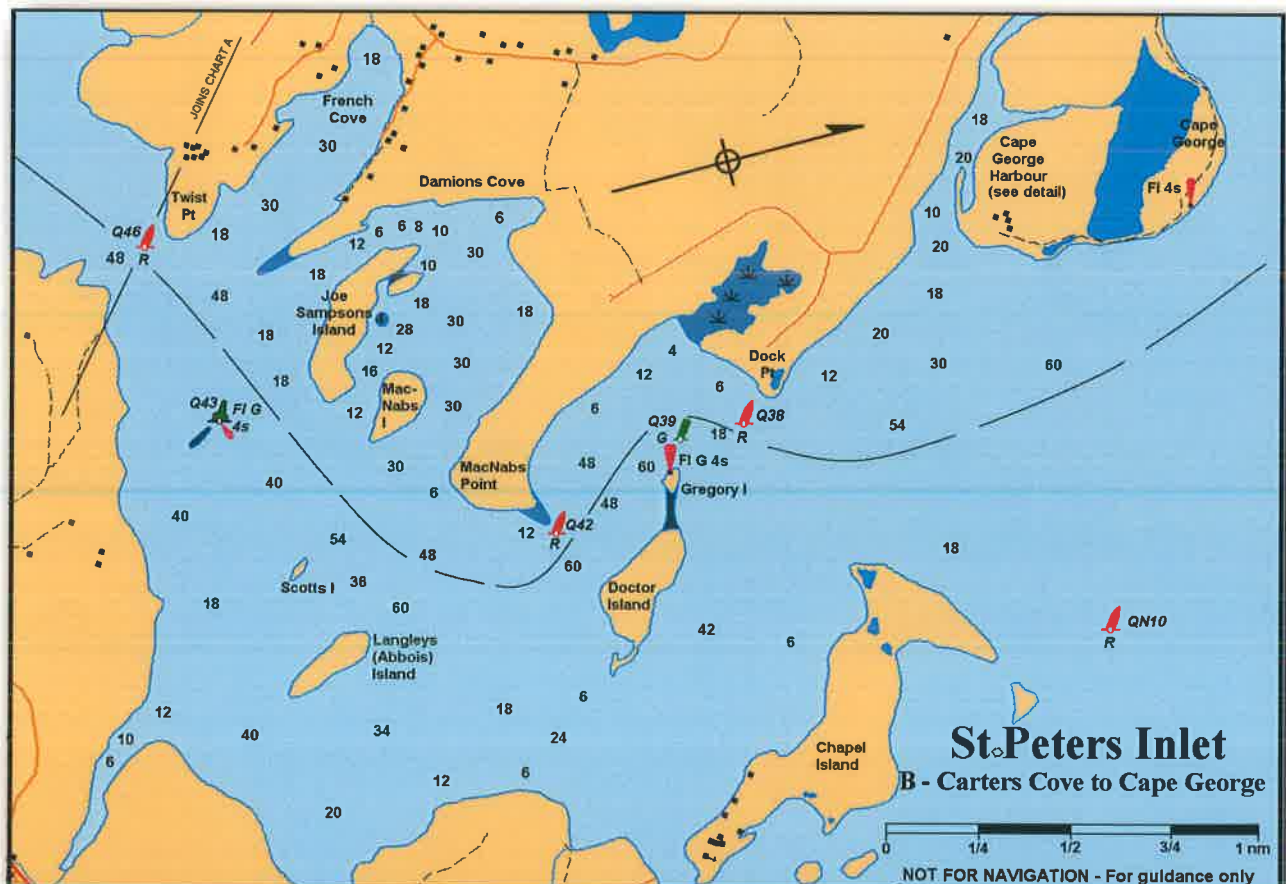 JOINS CHART A
18
French
Cove
30
Damions Cove
Twist
Pt
30
18
Q46
R
48
48
12
6
6
8
10
6
30
10
18
Joe
Sampsons
Island
18
28
30
18
18
12
16
30
18
12
Mac-
Nabs
I
30
Q43
Fl G
4s
30
40
6
40
MacNabs
Point
54
48
12
Q42
R
60
Scotts I
38
60
18
Langleys
(Abbois)
Island
4
12
6
6
Dock
Pt
12
Q39
G
18
Q38
R
Fl G 4s
48
60
Gregory I
48
Doctor
Island
42
6
6
18
Cape
George
Harbour
(see detail)
20
10
20
18
Cape
George
Fl 4s
20
30
60
54
18
QN10
R
12
10
6
40
34
18
24
12
6
20
Chapel
Island
St Peters Inlet
B - Carters Cove to Cape George
0 1/4 1/2 3/4 1 nm
NOT FOR NAVIGATION - For guidance only